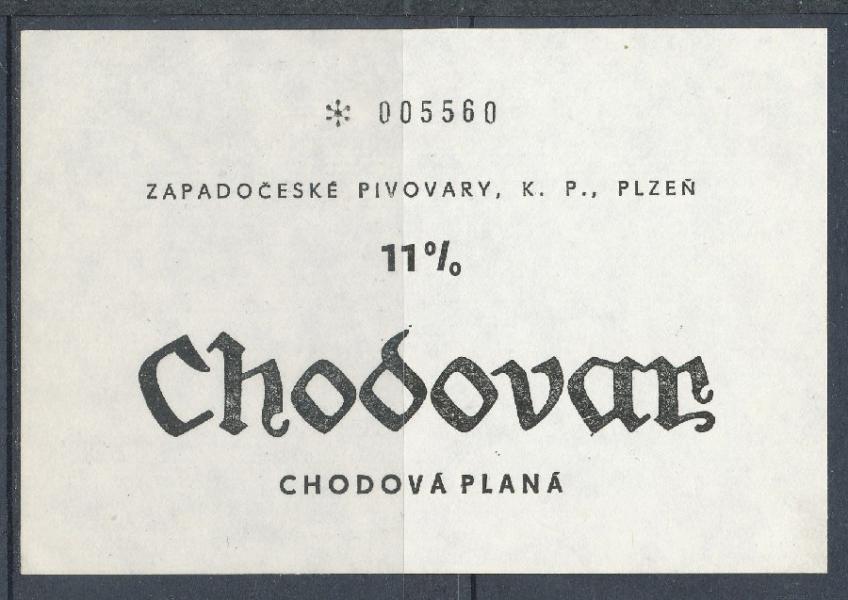 * 005560
ZAPADOČESKÉ PIVOVARY, K. P., PLZEŇ
11%
Chodovar
CHODOVÁ PLANÁ